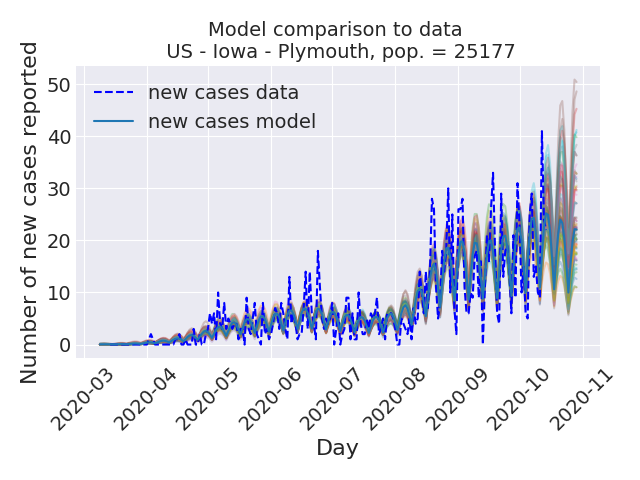 Model comparison to data
US - Iowa - Plymouth, pop. = 25177
new cases data
new cases model
Number of new cases reported
50
40
30
20
10
0
2020-03
2020-04
2020-05
2020-06
2020-07
2020-08
2020-09
2020-10
2020-11
Day